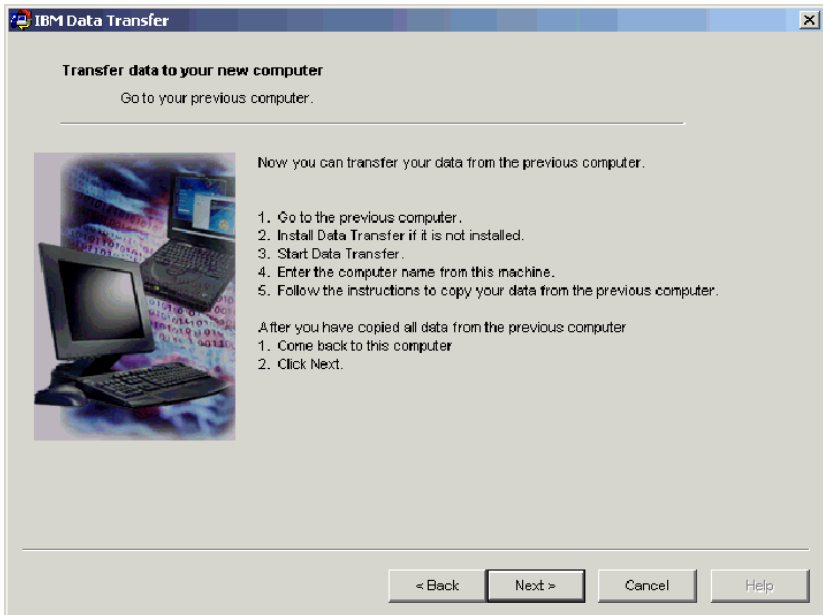 IBM Data Transfer
Transfer data to your new computer
Go to your previous computer.
Now you can transfer your data from the previous computer.
1. Go to the previous computer.
2. Install Data Transfer if it is not installed.
3. Start Data Transfer.
4. Enter the computer name from this machine.
5. Follow the instructions to copy your data from the previous computer.
After you have copied all data from the previous computer
1. Come back to this computer
2. Click Next.
< Back Next > Cancel Help